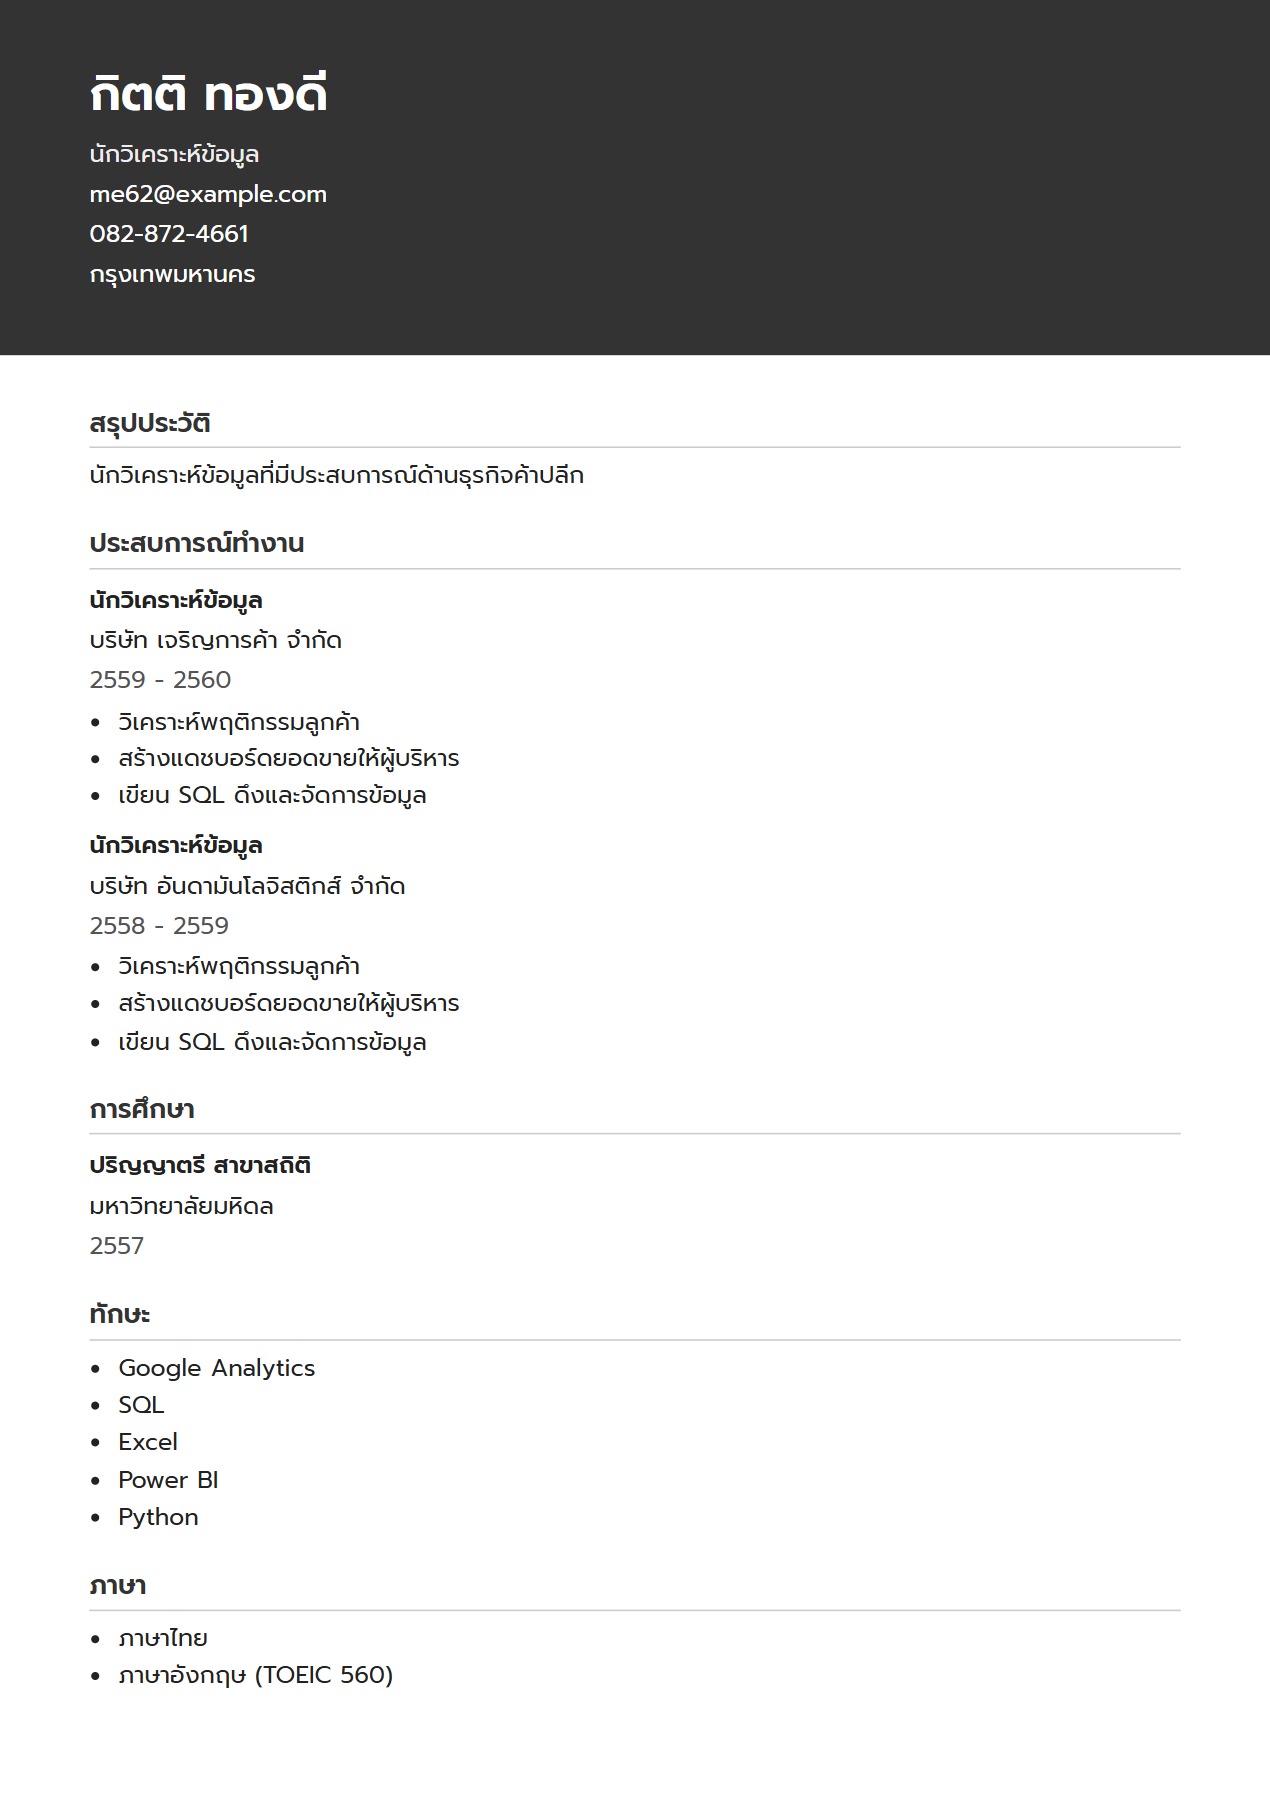 กิตติ ทองดี
นักวิเคราะห์ข้อมูล
me62@example.com
082-872-4661
กรุงเทพมหานคร
สรุปประวัติ
นักวิเคราะห์ข้อมูลที่มีประสบการณ์ด้านธุรกิจค้าปลีก
ประสบการณ์ทำงาน
นักวิเคราะห์ข้อมูล
บริษัท เจริญการค้า จำกัด
2559 - 2560
• วิเคราะห์พฤติกรรมลูกค้า
• สร้างแดชบอร์ดยอดขายให้ผู้บริหาร
• เขียน SQL ดึงและจัดการข้อมูล
นักวิเคราะห์ข้อมูล
บริษัท อันดามันโลจิสติกส์ จำกัด
2558 - 2559
• วิเคราะห์พฤติกรรมลูกค้า
• สร้างแดชบอร์ดยอดขายให้ผู้บริหาร
• เขียน SQL ดึงและจัดการข้อมูล
การศึกษา
ปริญญาตรี สาขาสถิติ
มหาวิทยาลัยมหิดล
2557
ทักษะ
• Google Analytics
• SQL
• Excel
• Power BI
• Python
ภาษา
• ภาษาไทย
• ภาษาอังกฤษ (TOEIC 560)